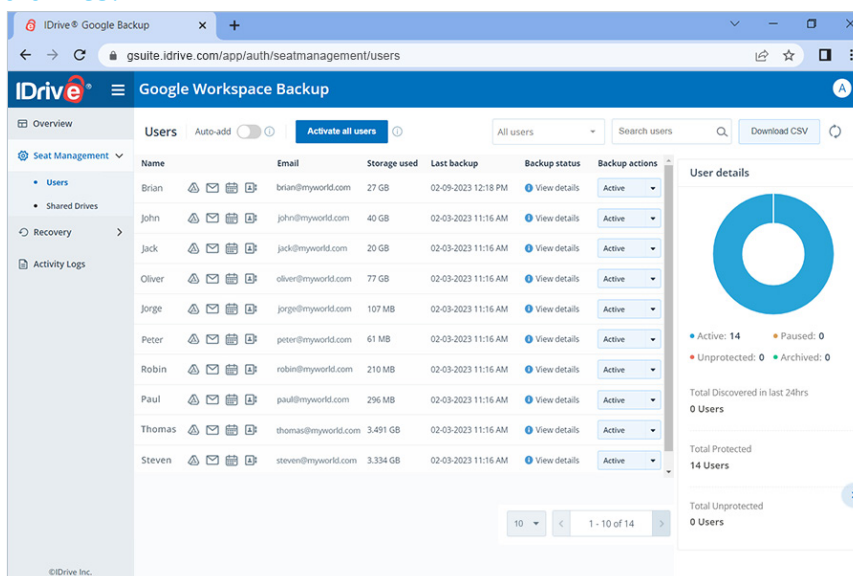 IDrive® Google Backup
gsuite.idrive.com/app/auth/seatmanagement/users
IDrive®
Google Workspace Backup
A
Overview
Seat Management
Users
Shared Drives
Recovery
Activity Logs
©IDrive Inc.
Users Auto-add Activate all users All users Search users Download CSV
Name Email Storage used Last backup Backup status Backup actions
Brian brian@myworld.com 27 GB 02-09-2023 12:18 PM View details Active
John john@myworld.com 40 GB 02-03-2023 11:16 AM View details Active
Jack jack@myworld.com 20 GB 02-03-2023 11:16 AM View details Active
Oliver oliver@myworld.com 77 GB 02-03-2023 11:16 AM View details Active
Jorge jorge@myworld.com 107 MB 02-03-2023 11:16 AM View details Active
Peter peter@myworld.com 61 MB 02-03-2023 11:16 AM View details Active
Robin robin@myworld.com 210 MB 02-03-2023 11:16 AM View details Active
Paul paul@myworld.com 296 MB 02-03-2023 11:16 AM View details Active
Thomas thomas@myworld.com 3.491 GB 02-03-2023 11:16 AM View details Active
Steven steven@myworld.com 3.334 GB 02-03-2023 11:16 AM View details Active
10 1 - 10 of 14
User details
Active: 14 Paused: 0
Unprotected: 0 Archived: 0
Total Discovered in last 24hrs
0 Users
Total Protected
14 Users
Total Unprotected
0 Users